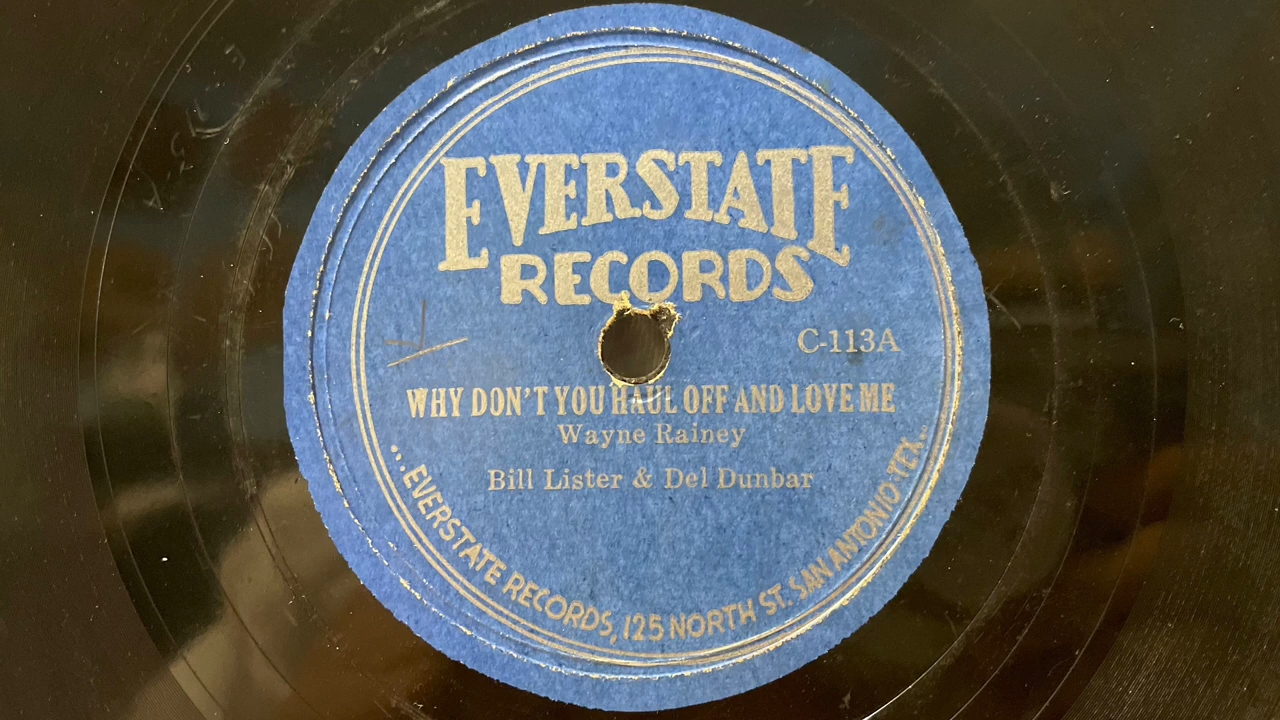 EVERSTATE
RECORDS
C-113A
WHY DON'T YOU HAUL OFF AND LOVE ME
Wayne Rainey
Bill Lister & Del Dunbar
...EVERSTATE RECORDS, 125 NORTH ST. SAN ANTONIO-TEX...